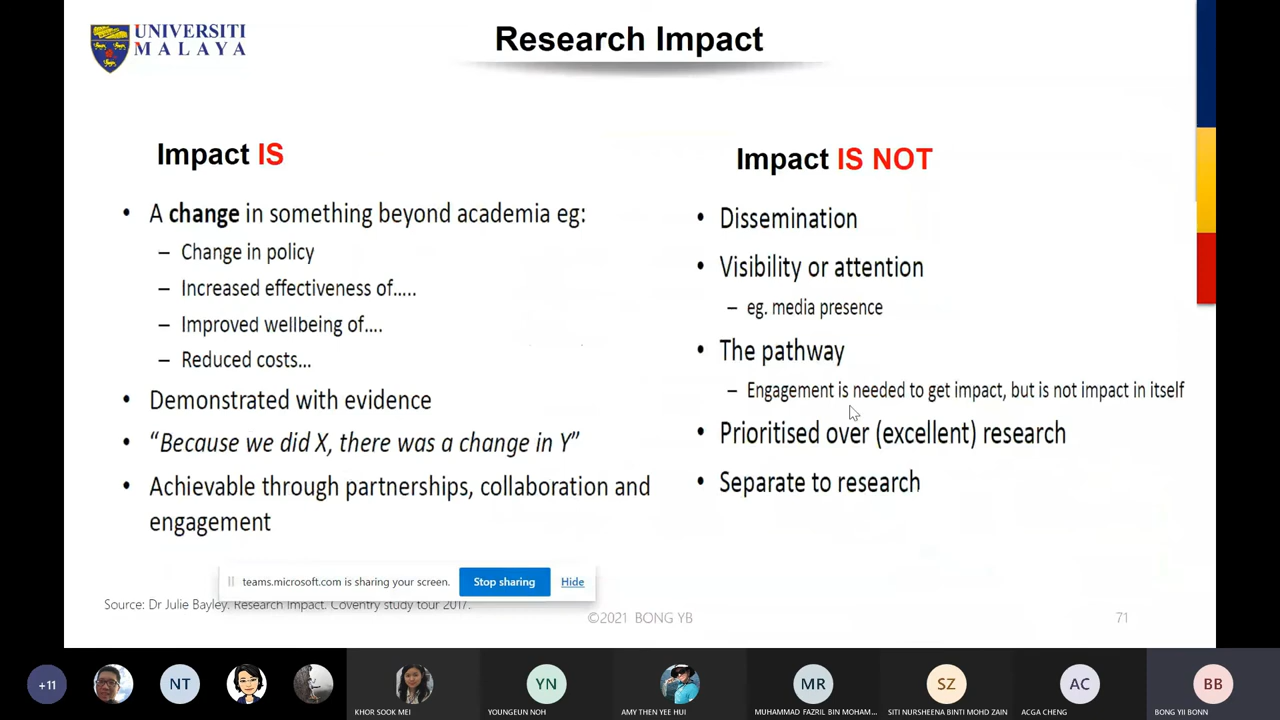 UNIVERSITI
MALAYA
Research Impact
Impact IS
• A change in something beyond academia eg:
– Change in policy
– Increased effectiveness of.....
– Improved wellbeing of....
– Reduced costs...
• Demonstrated with evidence
• “Because we did X, there was a change in Y”
• Achievable through partnerships, collaboration and
engagement
Impact IS NOT
• Dissemination
• Visibility or attention
– eg. media presence
• The pathway
– Engagement is needed to get impact, but is not impact in itself
• Prioritised over (excellent) research
• Separate to research
teams.microsoft.com is sharing your screen.
Stop sharing
Hide
Source: Dr Julie Bayley. Research Impact. Coventry study tour 2017.
©2021 BONG YB
71
+11
NT
KHOR SOOK MEI
YN
YOUNGEUN NOH
AMY THEN YEE HUI
MR
MUHAMMAD FAZRIL BIN MOHAM...
SZ
SITI NURSHEENA BINTI MOHD ZAIN
AC
ACGA CHENG
BB
BONG YII BONN